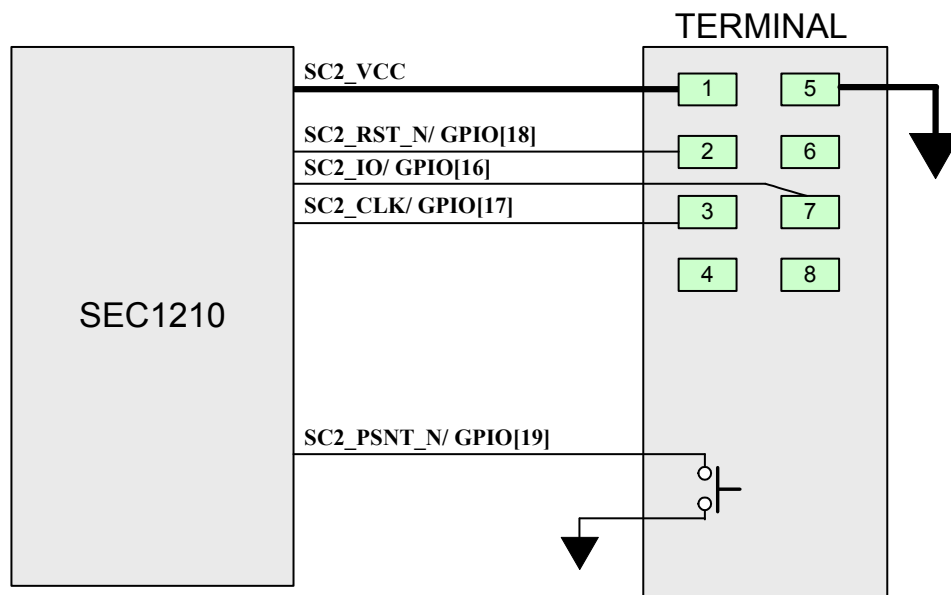 TERMINAL
SC2_VCC
1
5
SC2_RST_N/ GPIO[18]
2
6
SC2_IO/ GPIO[16]
SC2_CLK/ GPIO[17]
3
7
4
8
SEC1210
SC2_PSNT_N/ GPIO[19]